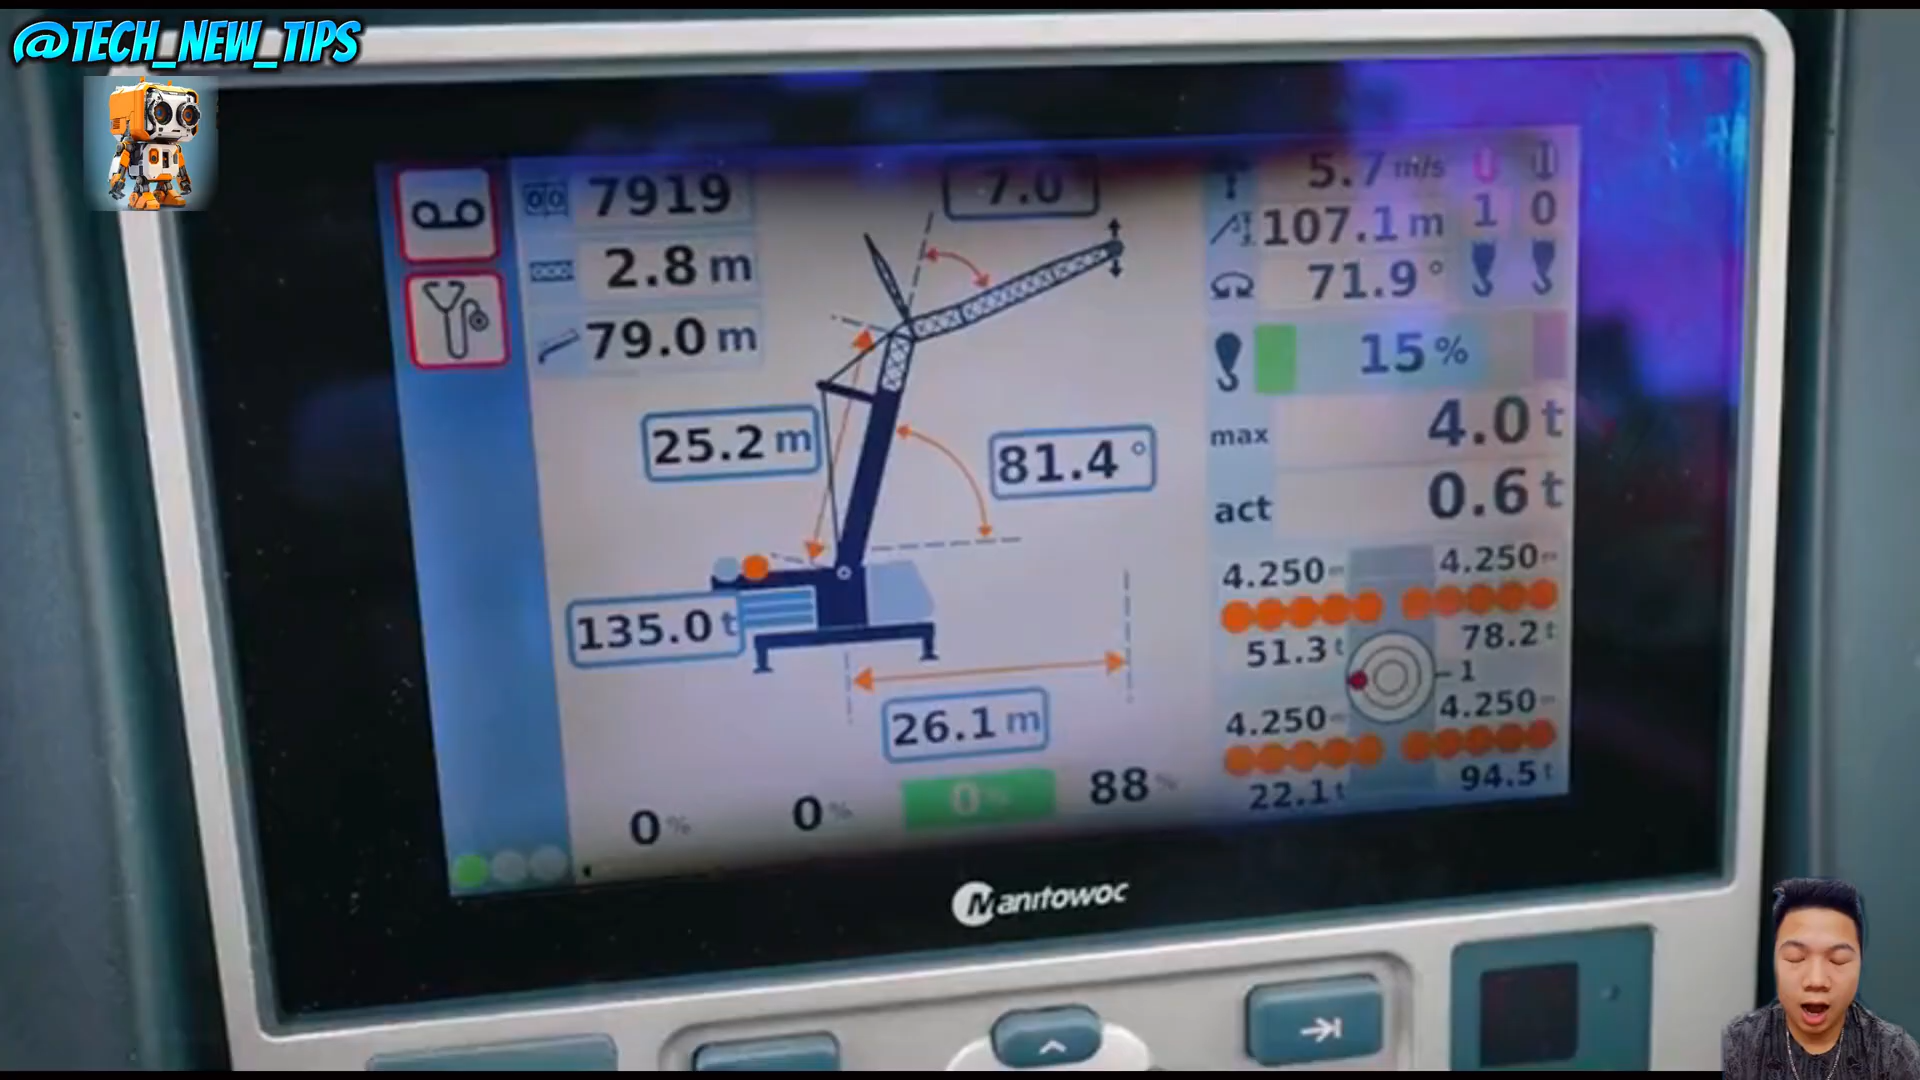 @TECH_NEW_TIPS
7919
2.8 m
79.0 m
7.0
25.2 m
81.4 °
135.0 t
26.1 m
0 %
0 %
0 %
88 %
5.7 m/s
107.1 m
71.9 °
1 0
15 %
max 4.0 t
act 0.6 t
4.250 m 4.250 m
51.3 t 78.2 t
1
4.250 m 4.250 m
22.1 t 94.5 t
Manitowoc